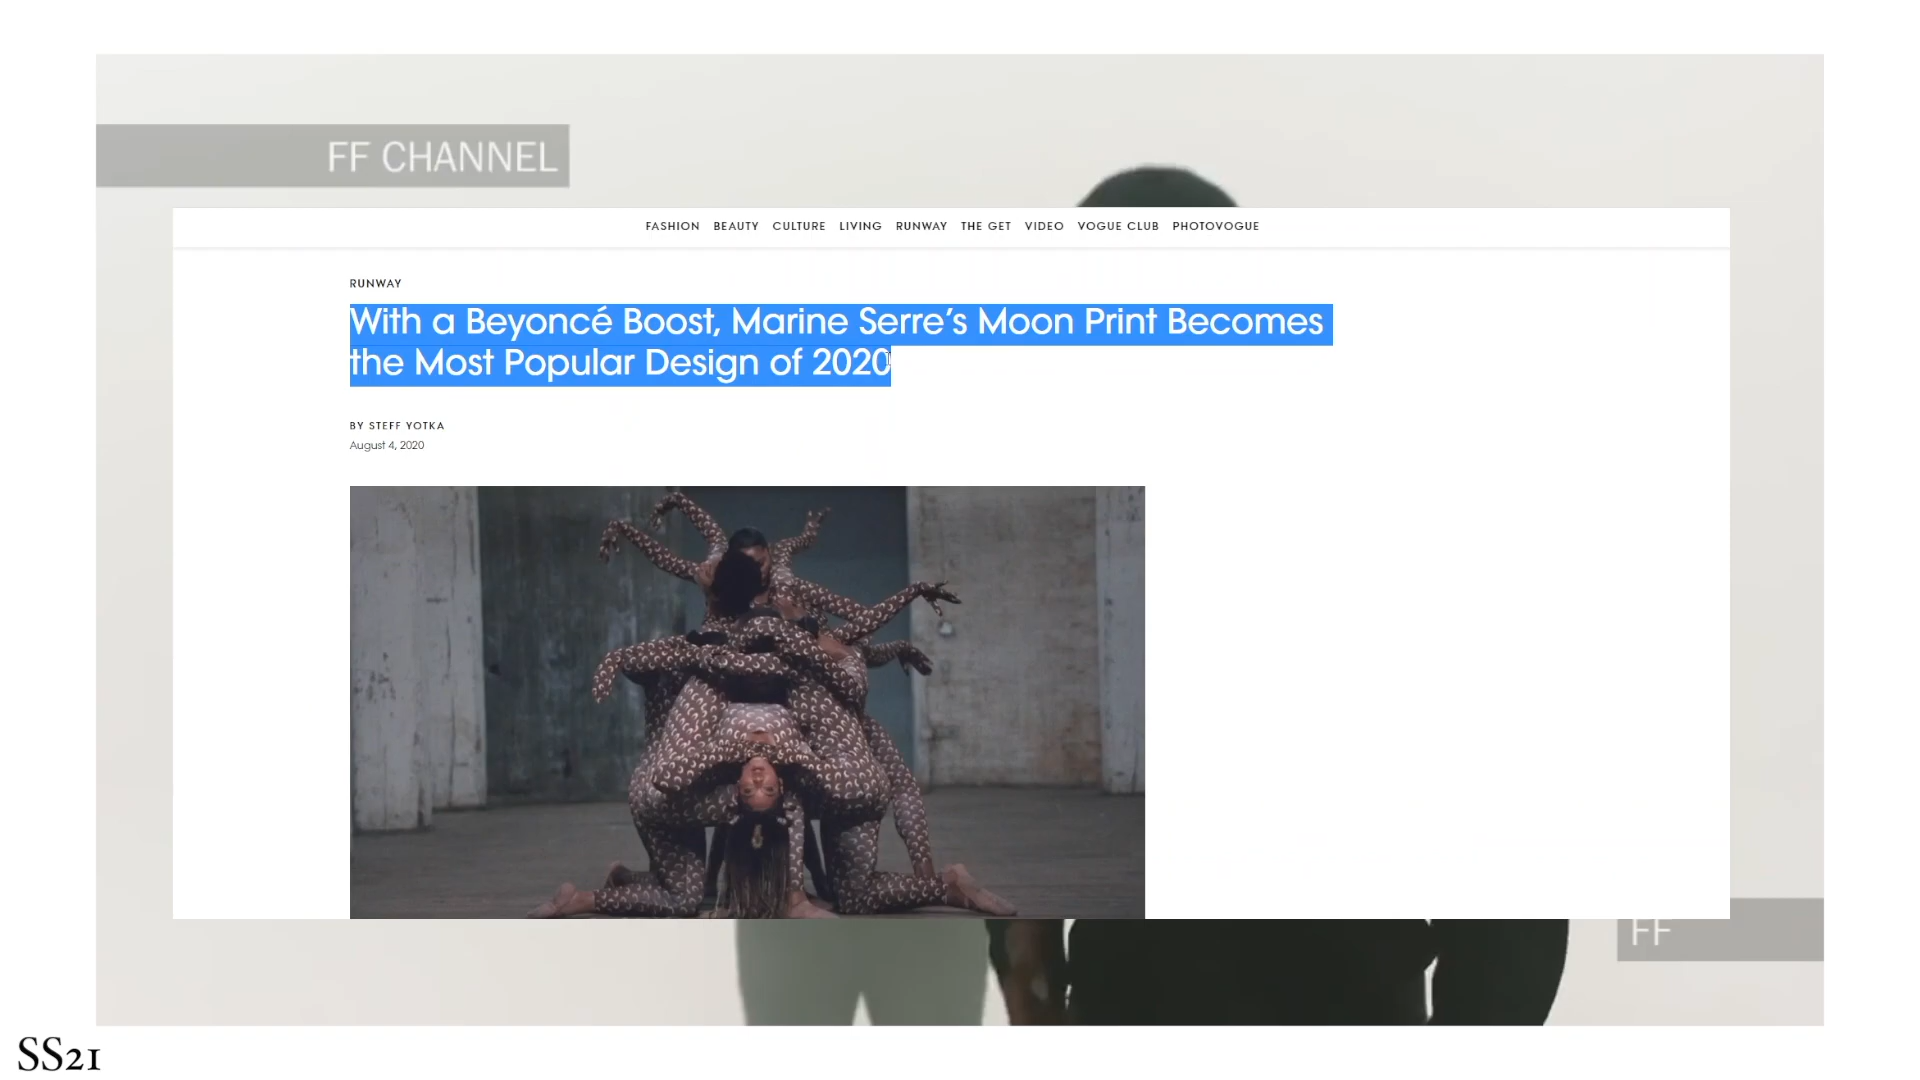 FF CHANNEL
FASHION BEAUTY CULTURE LIVING RUNWAY THE GET VIDEO VOGUE CLUB PHOTOVOGUE
RUNWAY
With a Beyoncé Boost, Marine Serre’s Moon Print Becomes
the Most Popular Design of 2020
BY STEFF YOTKA
August 4, 2020
FF
SS21